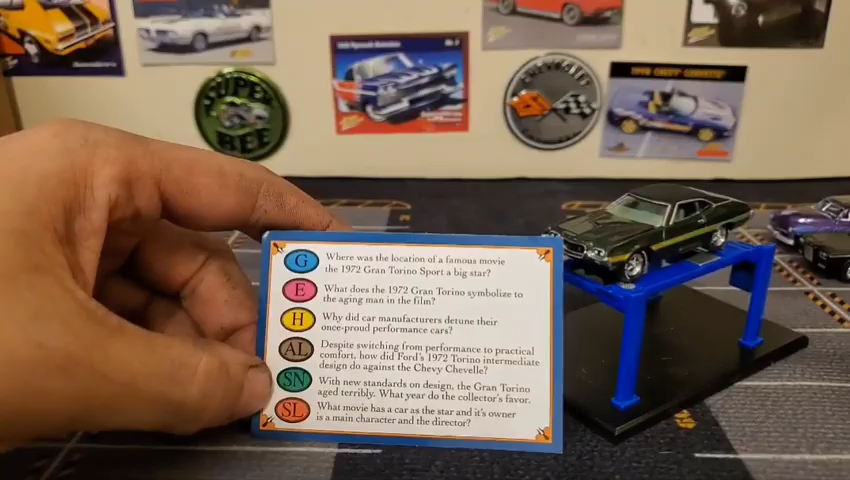 SUPER
BEE
CHEVROLET
1998 CHEVY CORVETTE
G Where was the location of a famous movie
the 1972 Gran Torino Sport a big star?
E What does the 1972 Gran Torino symbolize to
the aging man in the film?
H Why did car manufacturers detune their
once-proud performance cars?
AL Despite switching from performance to practical
comfort, how did Ford's 1972 Torino intermediate
design do against the Chevy Chevelle?
SN With new standards on design, the Gran Torino
aged terribly. What year do the collector's favor.
SL What movie has a car as the star and it's owner
is a main character and the director?